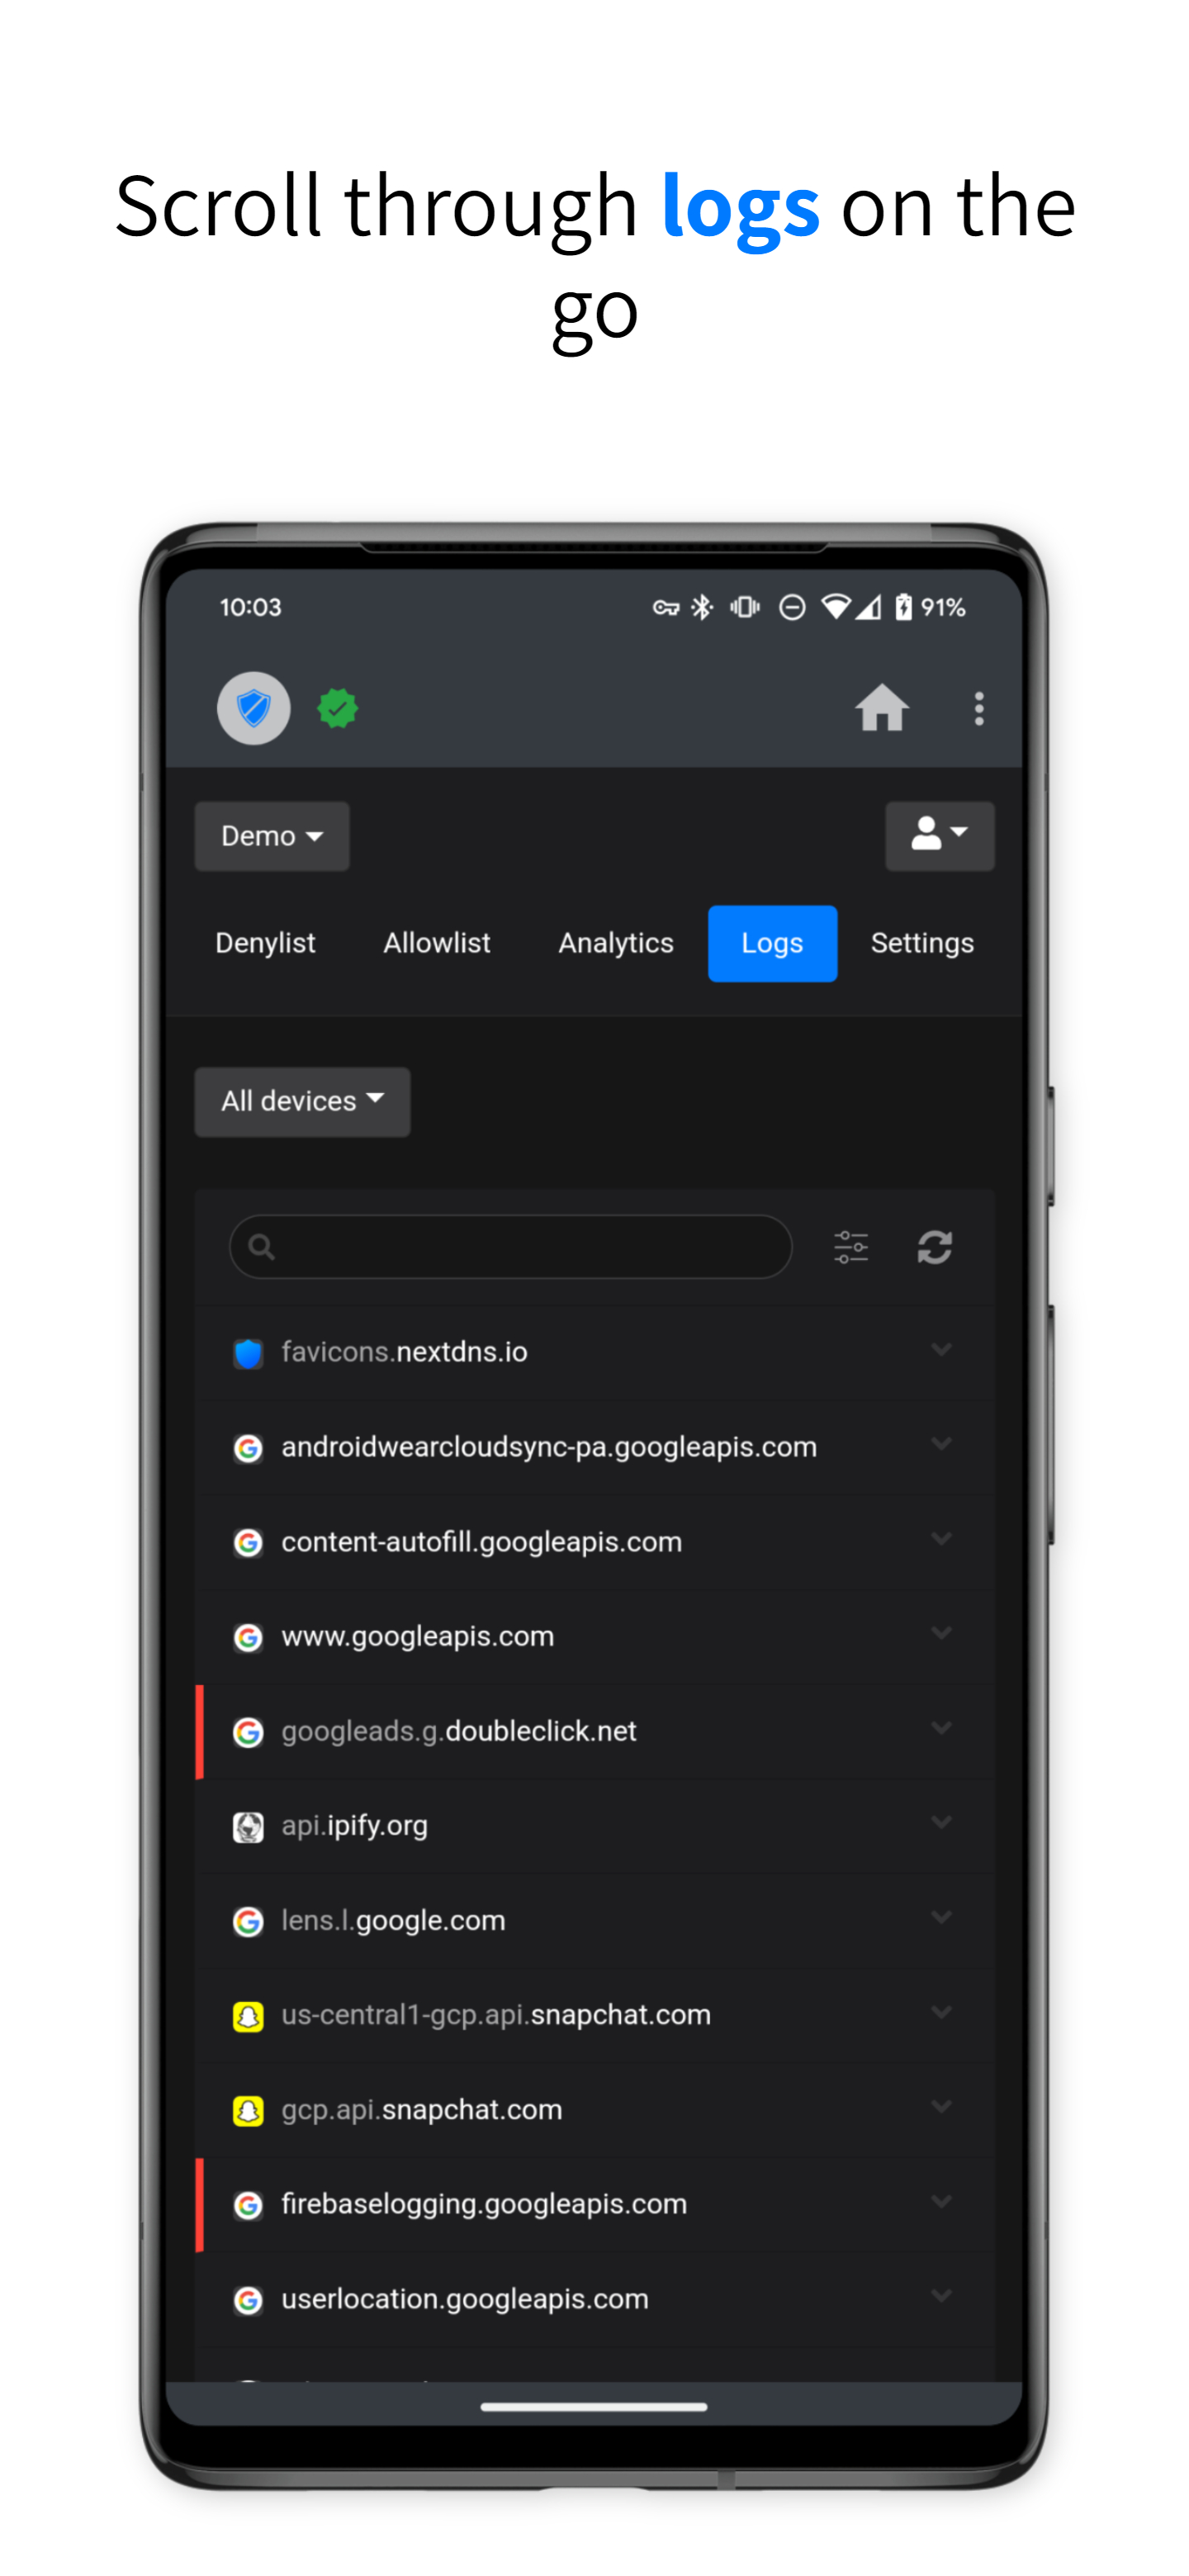 Scroll through logs on the
go
10:03
91%
Demo
Denylist Allowlist Analytics Logs Settings
All devices
favicons.nextdns.io
androidwearcloudsync-pa.googleapis.com
content-autofill.googleapis.com
www.googleapis.com
googleads.g.doubleclick.net
api.ipify.org
lens.l.google.com
us-central1-gcp.api.snapchat.com
gcp.api.snapchat.com
firebaselogging.googleapis.com
userlocation.googleapis.com